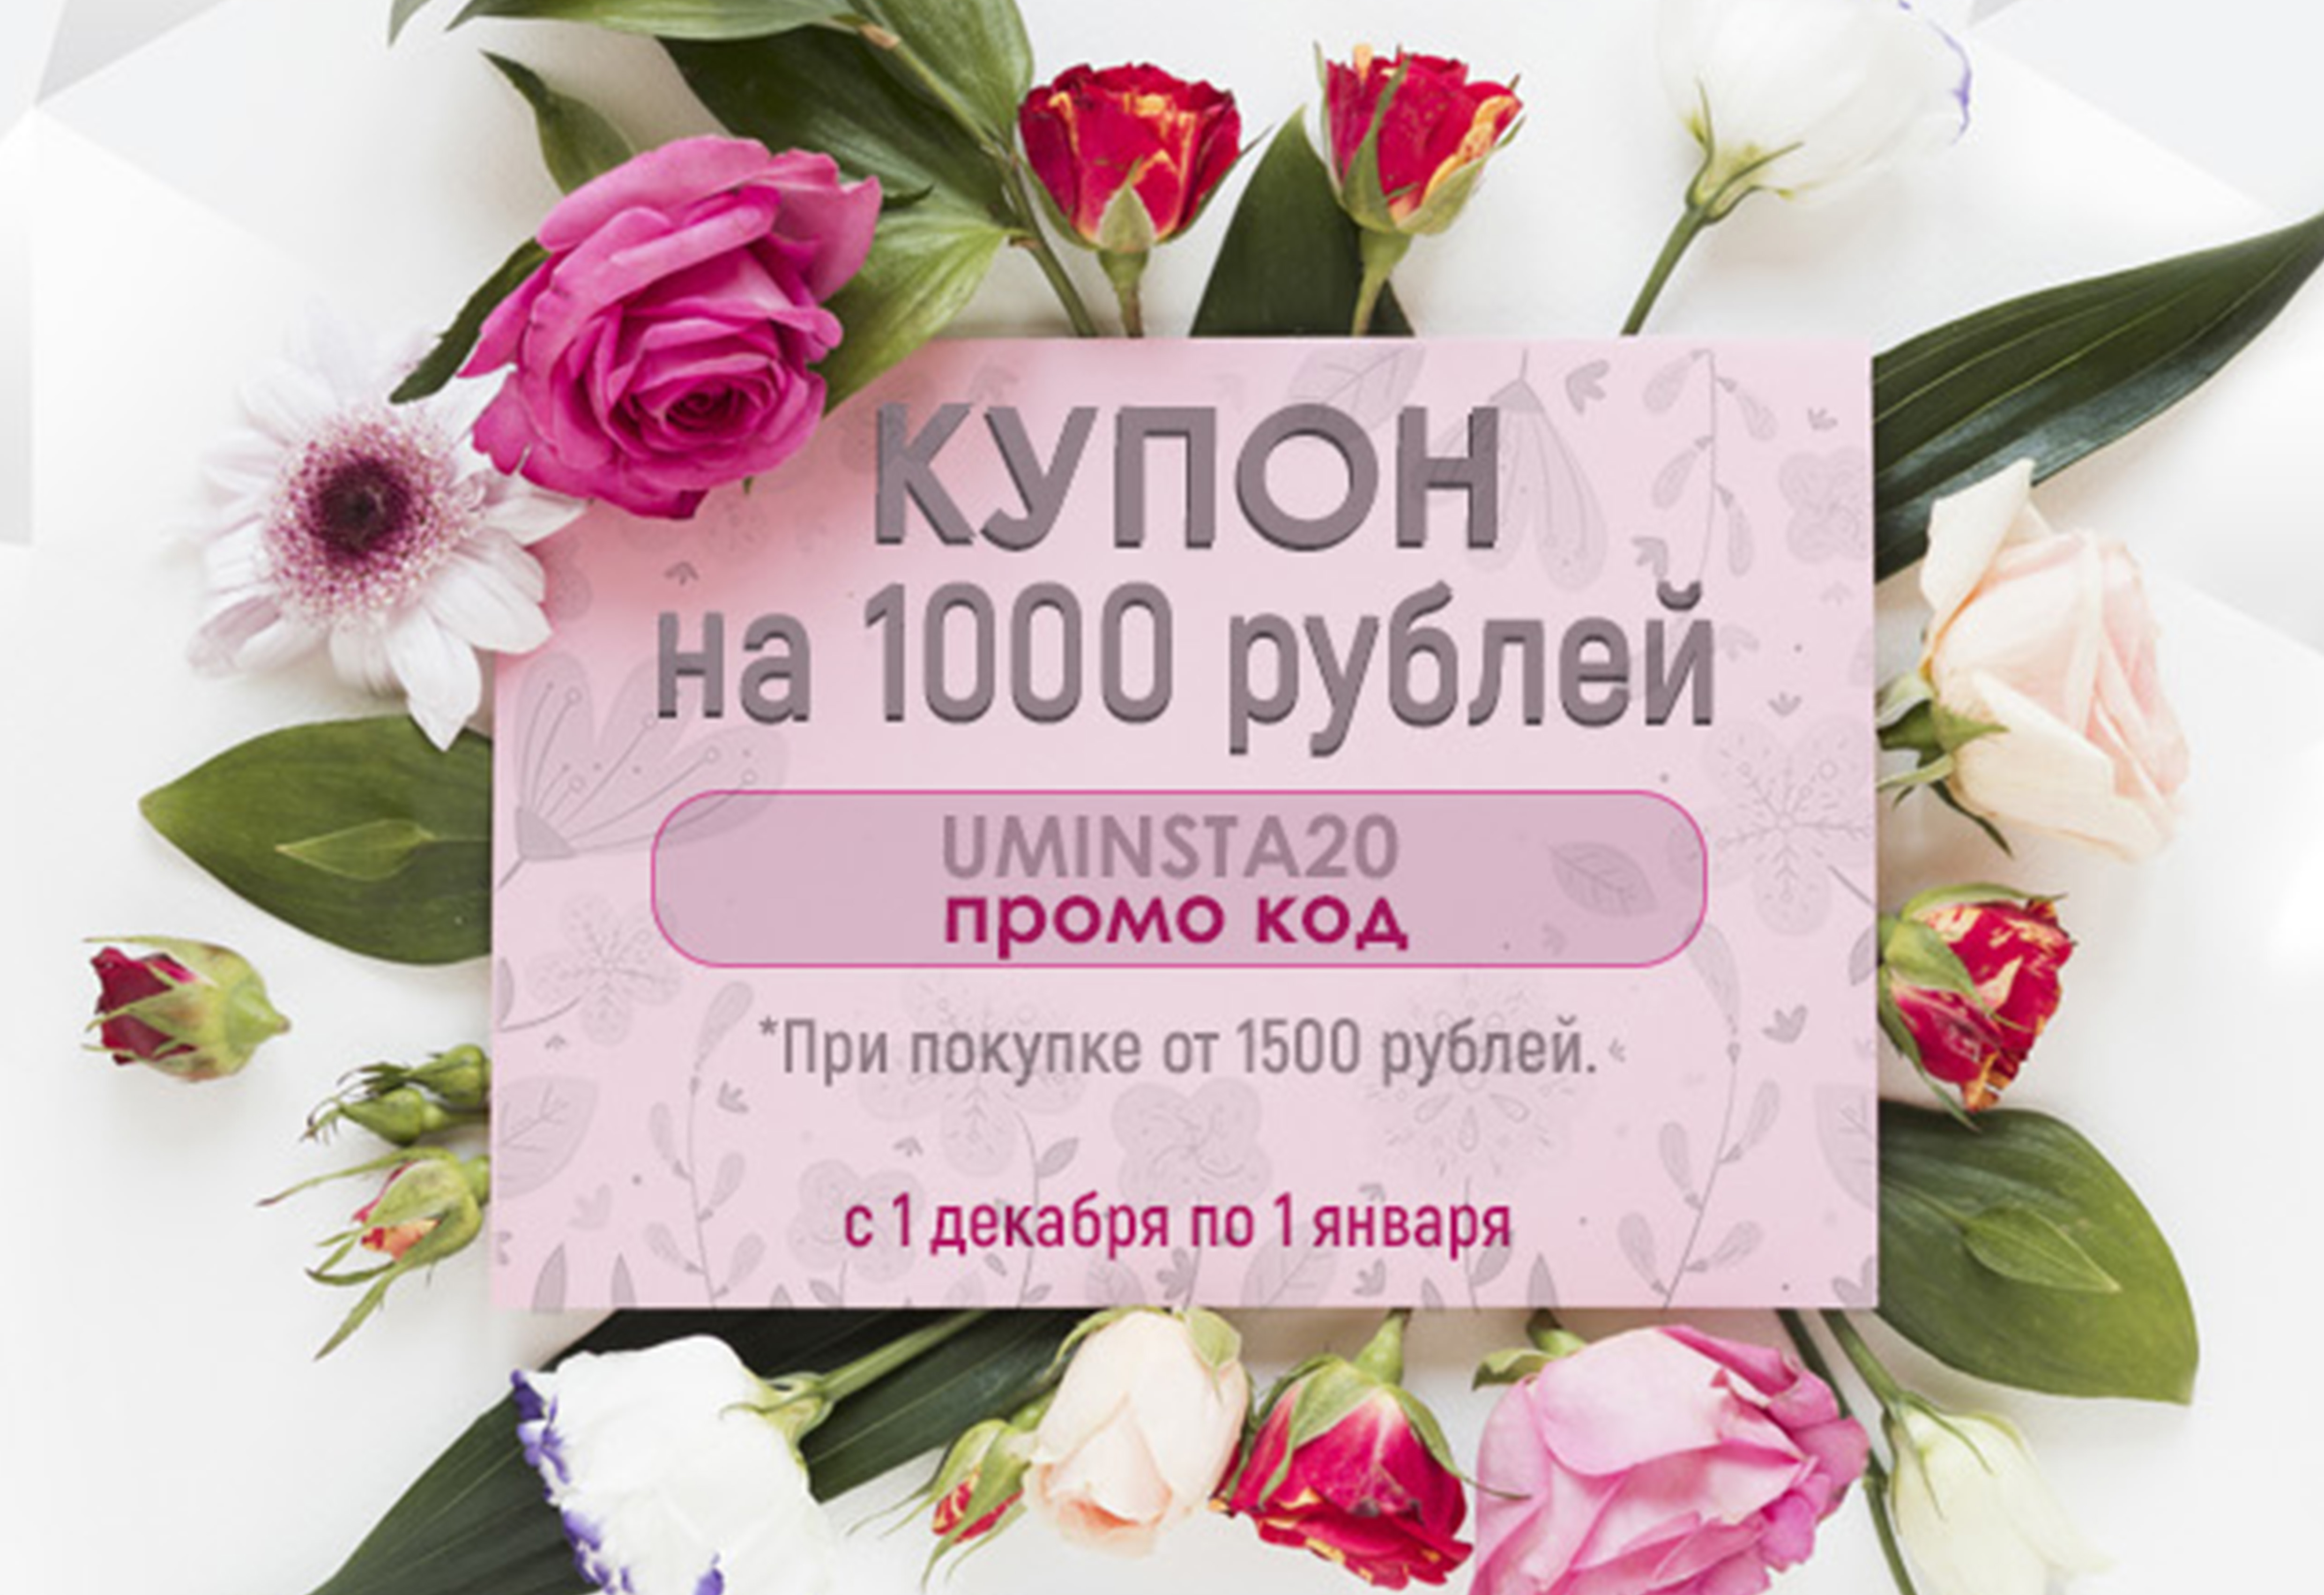 КУПОН
на 1000 рублей
UMINSTA20
промо код
*При покупке от 1500 рублей.
с 1 декабря по 1 января